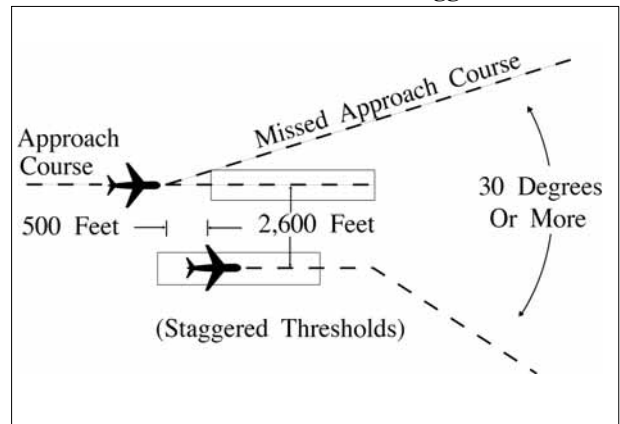 Missed Approach Course
Approach
Course
30 Degrees
Or More
500 Feet
2,600 Feet
(Staggered Thresholds)